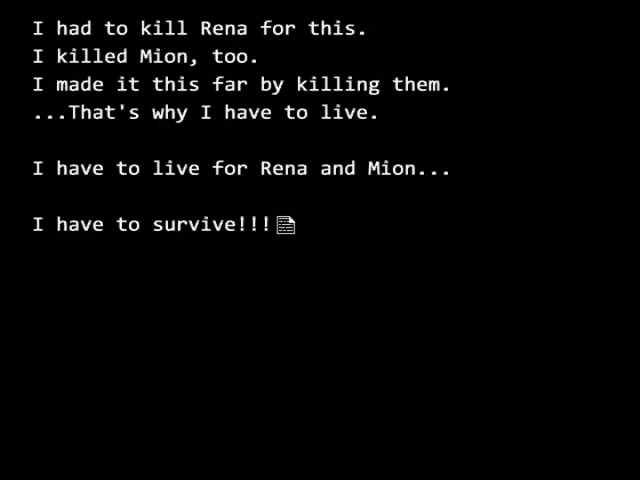 I had to kill Rena for this.
I killed Mion, too.
I made it this far by killing them.
...That's why I have to live.
I have to live for Rena and Mion...
I have to survive!!!